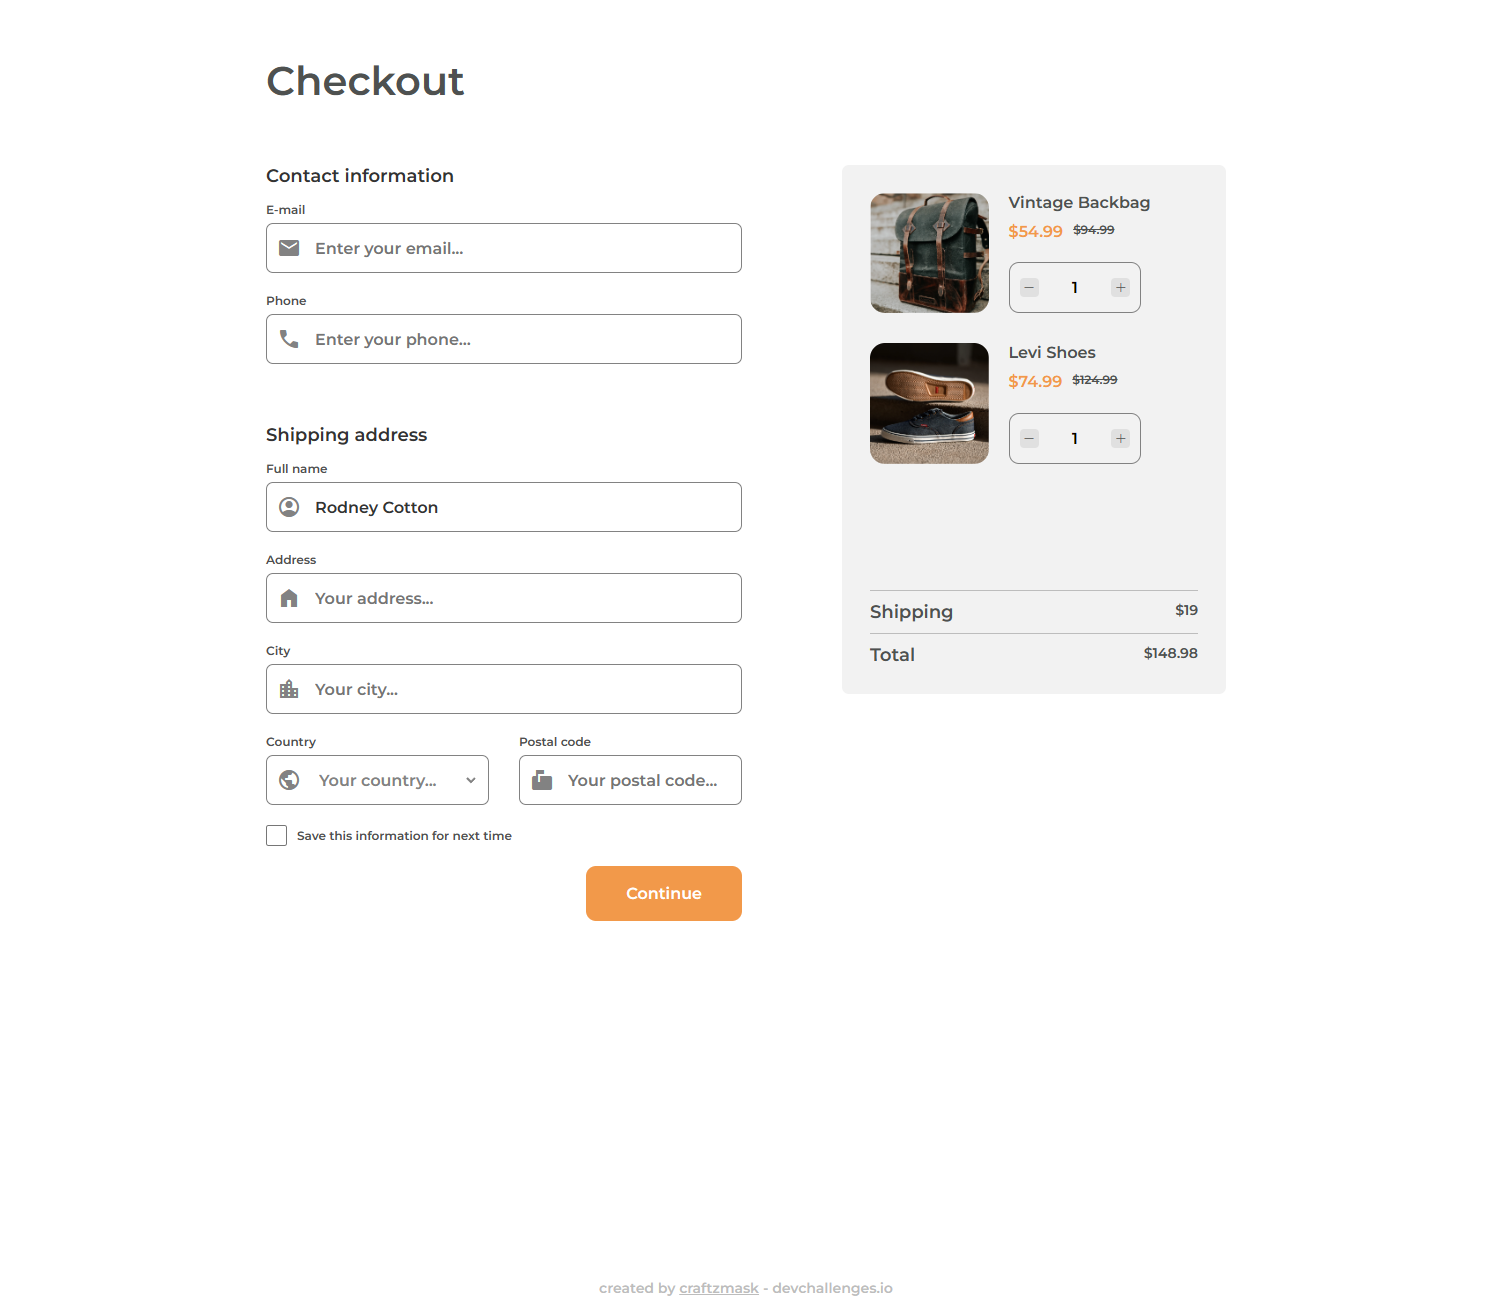 Checkout
Contact information
E-mail
Enter your email...
Phone
Enter your phone...
Shipping address
Full name
Rodney Cotton
Address
Your address...
City
Your city...
Country
Your country...
Postal code
Your postal code...
Save this information for next time
Continue
Vintage Backbag
$54.99 $94.99
− 1 +
Levi Shoes
$74.99 $124.99
− 1 +
Shipping $19
Total $148.98
created by craftzmask - devchallenges.io